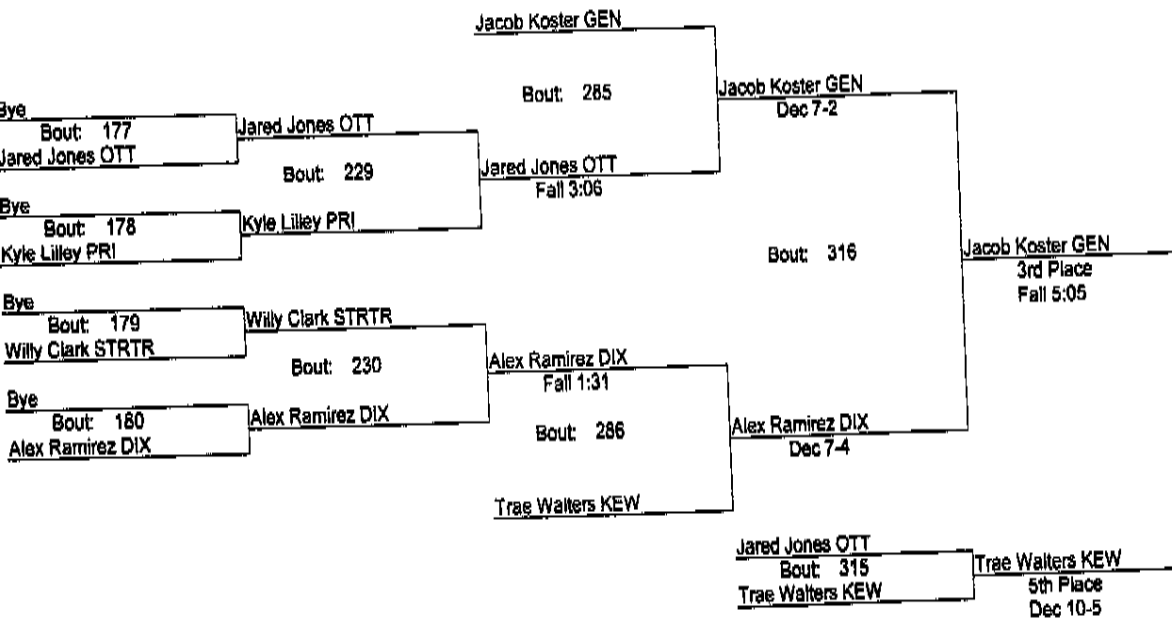 Jacob Koster GEN
Bout: 285
Jacob Koster GEN
Dec 7-2
Bye
Bout: 177
Jared Jones OTT
Jared Jones OTT
Bout: 229
Jared Jones OTT
Fall 3:06
Bye
Bout: 178
Kyle Lilley PRI
Kyle Lilley PRI
Bout: 316
Jacob Koster GEN
3rd Place
Fall 5:05
Bye
Bout: 179
Willy Clark STRTR
Willy Clark STRTR
Bout: 230
Alex Ramirez DIX
Fall 1:31
Bye
Bout: 180
Alex Ramirez DIX
Alex Ramirez DIX
Bout: 286
Alex Ramirez DIX
Dec 7-4
Trae Walters KEW
Jared Jones OTT
Bout: 315
Trae Walters KEW
Trae Walters KEW
5th Place
Dec 10-5